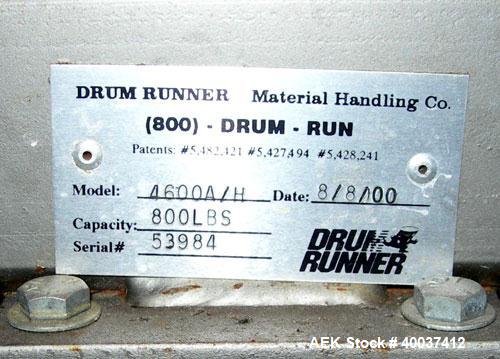 DRUM RUNNER Material Handling Co.
(800) - DRUM - RUN
Patents: #5,482,421 #5,427,494 #5,428,241
Model: 4600A/H Date: 8/8/00
Capacity: 800LBS
Serial# 53984
DRUM
RUNNER
AEK Stock # 40037412